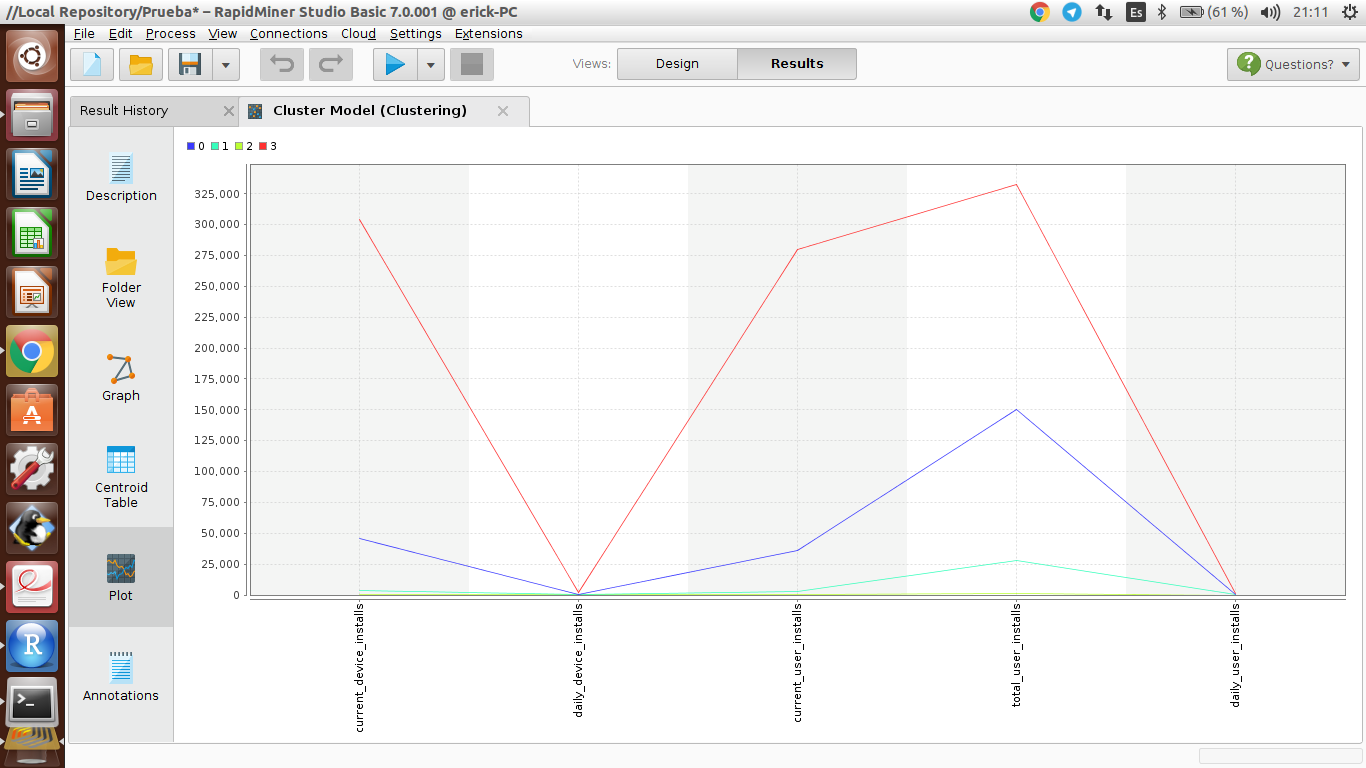 //Local Repository/Prueba* – RapidMiner Studio Basic 7.0.001 @ erick-PC
Es
(61 %)
21:11
File Edit Process View Connections Cloud Settings Extensions
Views:
Design
Results
Questions?
Result History
Cluster Model (Clustering)
Description
Folder
View
Graph
Centroid
Table
Plot
Annotations
0 1 2 3
325,000
300,000
275,000
250,000
225,000
200,000
175,000
150,000
125,000
100,000
75,000
50,000
25,000
0
current_device_installs
daily_device_installs
current_user_installs
total_user_installs
daily_user_installs
A
R